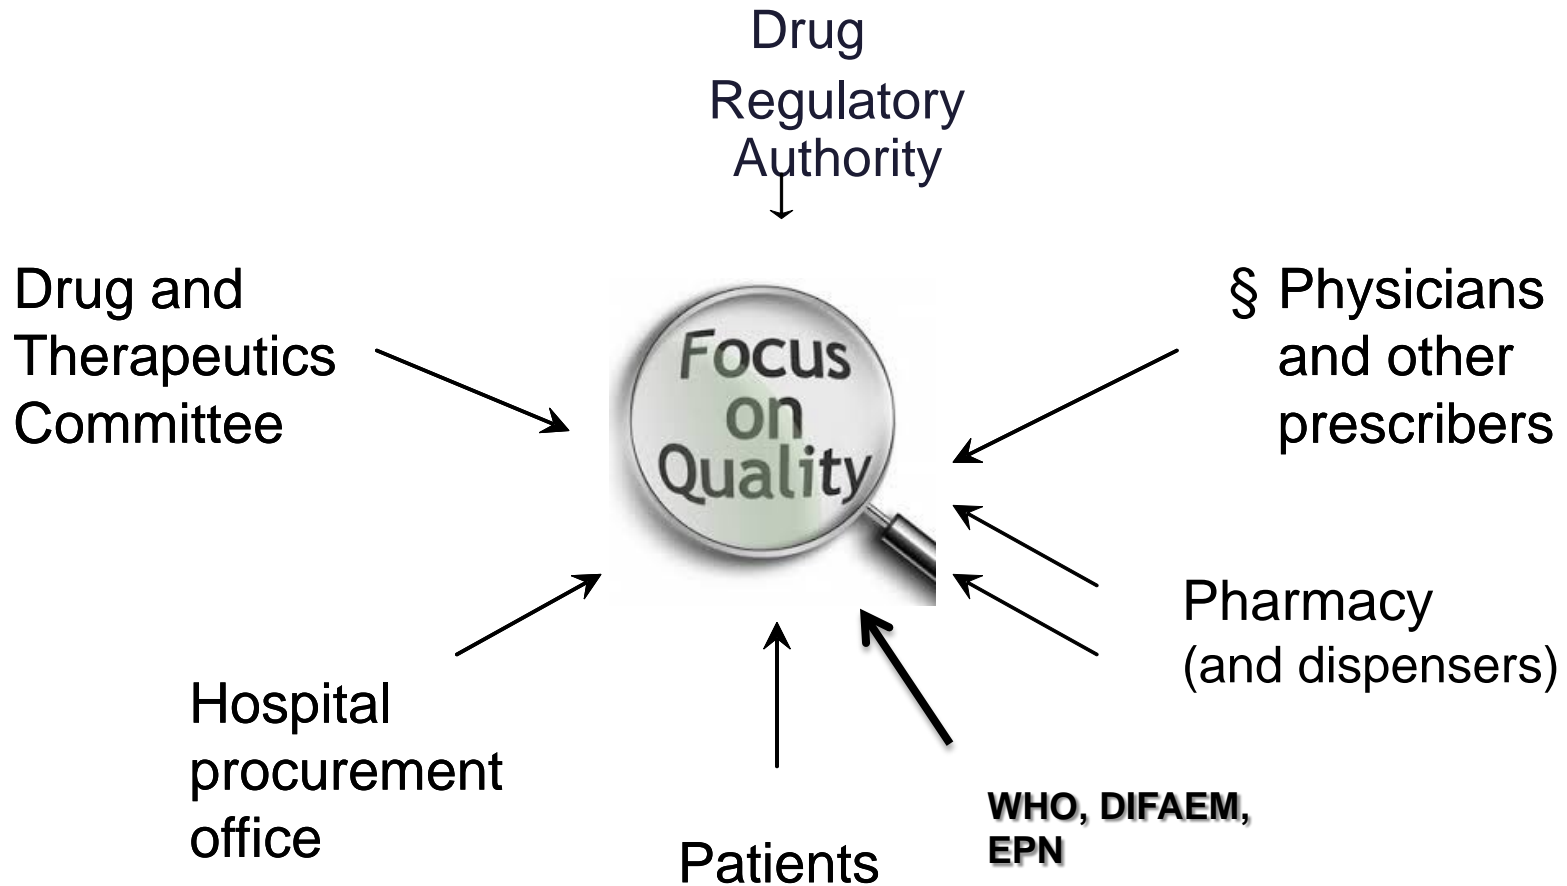 Drug
Regulatory
Authority
Drug and
Therapeutics
Committee
Focus
on
Quality
§ Physicians
and other
prescribers
Pharmacy
(and dispensers)
Hospital
procurement
office
Patients
WHO, DIFAEM,
EPN